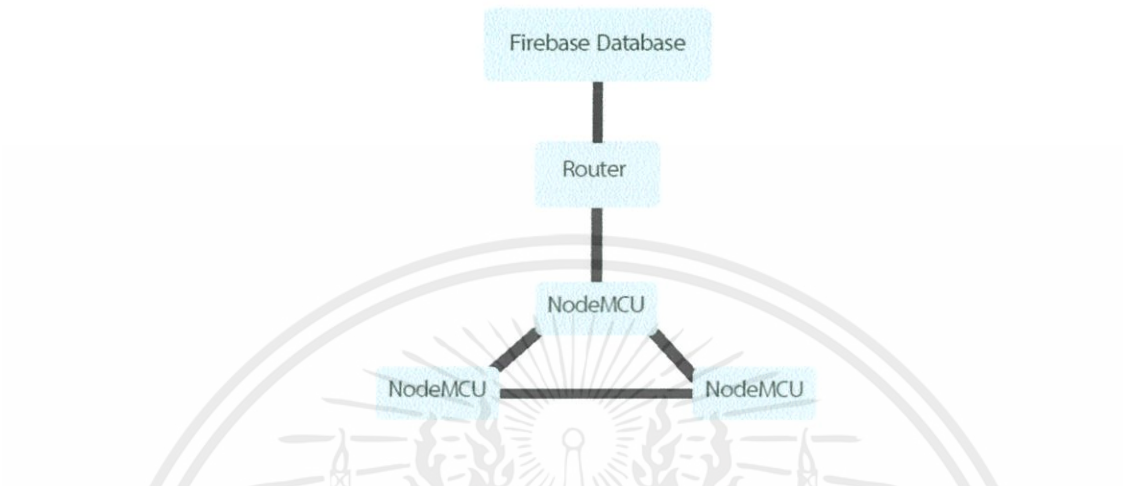 Firebase Database
Router
NodeMCU
NodeMCU
NodeMCU